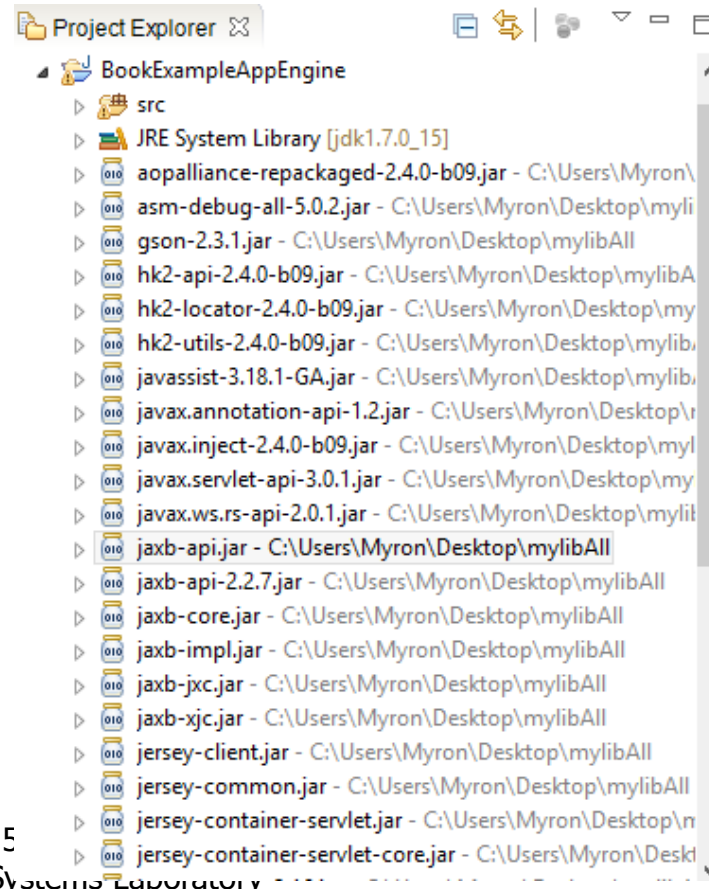 Project Explorer
BookExampleAppEngine
src
JRE System Library [jdk1.7.0_15]
aopalliance-repackaged-2.4.0-b09.jar - C:\Users\Myron\
asm-debug-all-5.0.2.jar - C:\Users\Myron\Desktop\myli
gson-2.3.1.jar - C:\Users\Myron\Desktop\mylibAll
hk2-api-2.4.0-b09.jar - C:\Users\Myron\Desktop\mylibA
hk2-locator-2.4.0-b09.jar - C:\Users\Myron\Desktop\my
hk2-utils-2.4.0-b09.jar - C:\Users\Myron\Desktop\mylib
javassist-3.18.1-GA.jar - C:\Users\Myron\Desktop\mylib
javax.annotation-api-1.2.jar - C:\Users\Myron\Desktop\
javax.inject-2.4.0-b09.jar - C:\Users\Myron\Desktop\myl
javax.servlet-api-3.0.1.jar - C:\Users\Myron\Desktop\my
javax.ws.rs-api-2.0.1.jar - C:\Users\Myron\Desktop\mylib
jaxb-api.jar - C:\Users\Myron\Desktop\mylibAll
jaxb-api-2.2.7.jar - C:\Users\Myron\Desktop\mylibAll
jaxb-core.jar - C:\Users\Myron\Desktop\mylibAll
jaxb-impl.jar - C:\Users\Myron\Desktop\mylibAll
jaxb-jxc.jar - C:\Users\Myron\Desktop\mylibAll
jaxb-xjc.jar - C:\Users\Myron\Desktop\mylibAll
jersey-client.jar - C:\Users\Myron\Desktop\mylibAll
jersey-common.jar - C:\Users\Myron\Desktop\mylibAll
jersey-container-servlet.jar - C:\Users\Myron\Desktop\m
jersey-container-servlet-core.jar - C:\Users\Myron\Deskt
5
Systems Laboratory